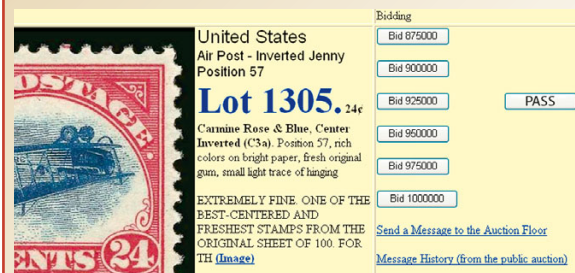 POSTAGE
CENTS 24
United States
Air Post - Inverted Jenny
Position 57
Lot 1305. 24¢
Carmine Rose & Blue, Center
Inverted (C3a). Position 57, rich
colors on bright paper, fresh original
gum, small light trace of hinging
EXTREMELY FINE. ONE OF THE
BEST-CENTERED AND
FRESHEST STAMPS FROM THE
ORIGINAL SHEET OF 100. FOR
TH (Image)
Bidding
Bid 875000
Bid 900000
Bid 925000
PASS
Bid 950000
Bid 975000
Bid 1000000
Send a Message to the Auction Floor
Message History (from the public auction)